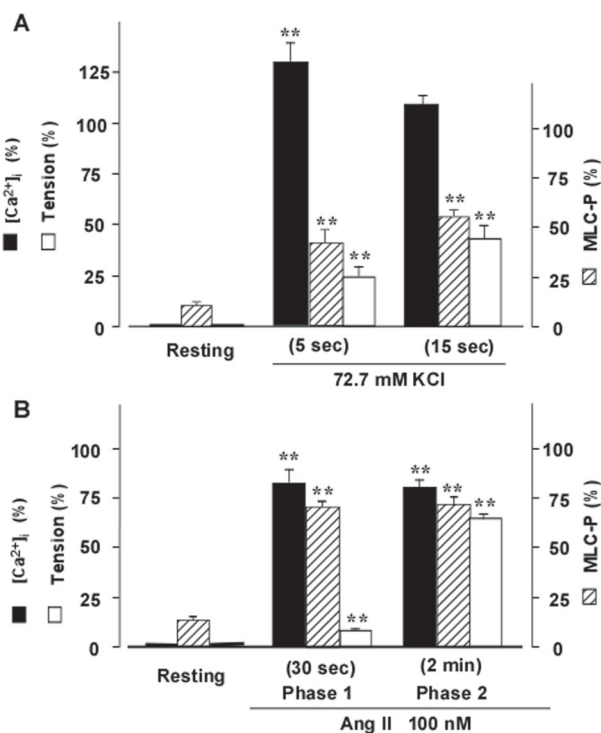 A
125
100
75
50
25
0
[Ca²⁺]ᵢ (%)
Tension (%)
**
**
**
**
**
100
75
50
25
0
MLC-P (%)
Resting
(5 sec)
(15 sec)
72.7 mM KCl
B
100
75
50
25
0
[Ca²⁺]ᵢ (%)
Tension (%)
**
**
**
**
**
**
100
75
50
25
0
MLC-P (%)
Resting
(30 sec)
(2 min)
Phase 1
Phase 2
Ang II 100 nM